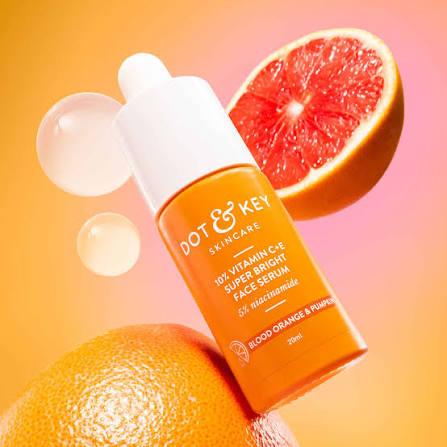 DOT & KEY
SKINCARE
10% VITAMIN C+E
SUPER BRIGHT
FACE SERUM
5% niacinamide
BLOOD ORANGE & PUMPKIN
20ml